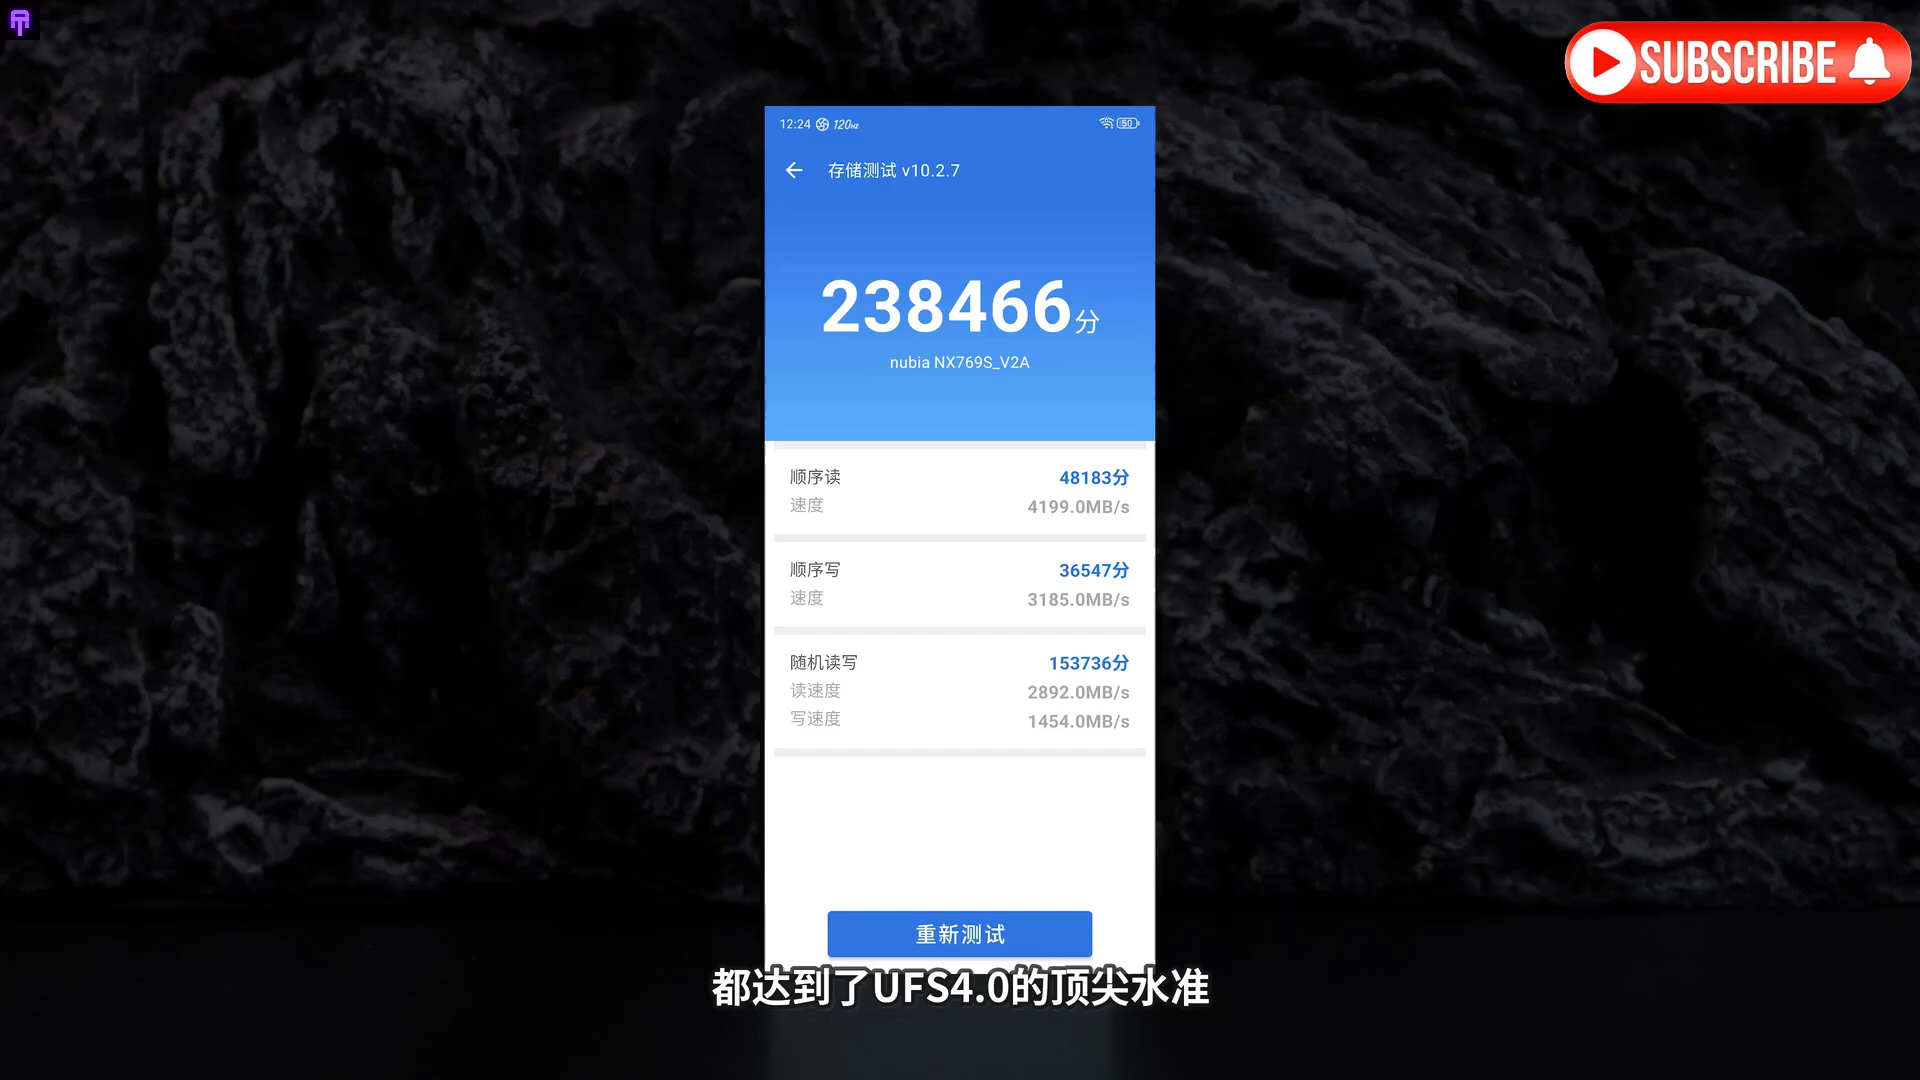 SUBSCRIBE
12:24 120HZ 50
存储测试 v10.2.7
238466分
nubia NX769S_V2A
顺序读 48183分
速度 4199.0MB/s
顺序写 36547分
速度 3185.0MB/s
随机读写 153736分
读速度 2892.0MB/s
写速度 1454.0MB/s
重新测试
都达到了UFS4.0的顶尖水准